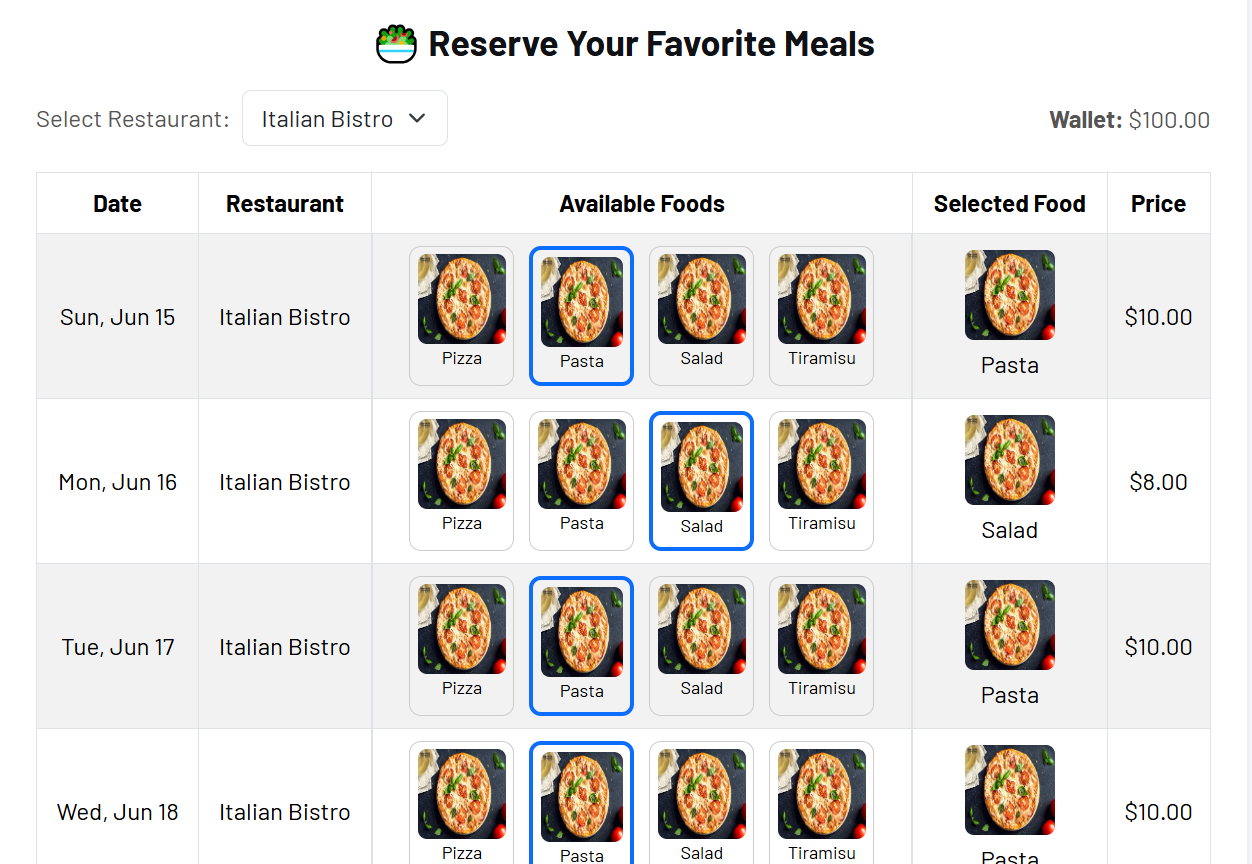 Reserve Your Favorite Meals
Select Restaurant: Italian Bistro Wallet: $100.00
Date Restaurant Available Foods Selected Food Price
Sun, Jun 15 Italian Bistro Pizza Pasta Salad Tiramisu Pasta $10.00
Mon, Jun 16 Italian Bistro Pizza Pasta Salad Tiramisu Salad $8.00
Tue, Jun 17 Italian Bistro Pizza Pasta Salad Tiramisu Pasta $10.00
Wed, Jun 18 Italian Bistro Pizza Pasta Salad Tiramisu Pasta $10.00